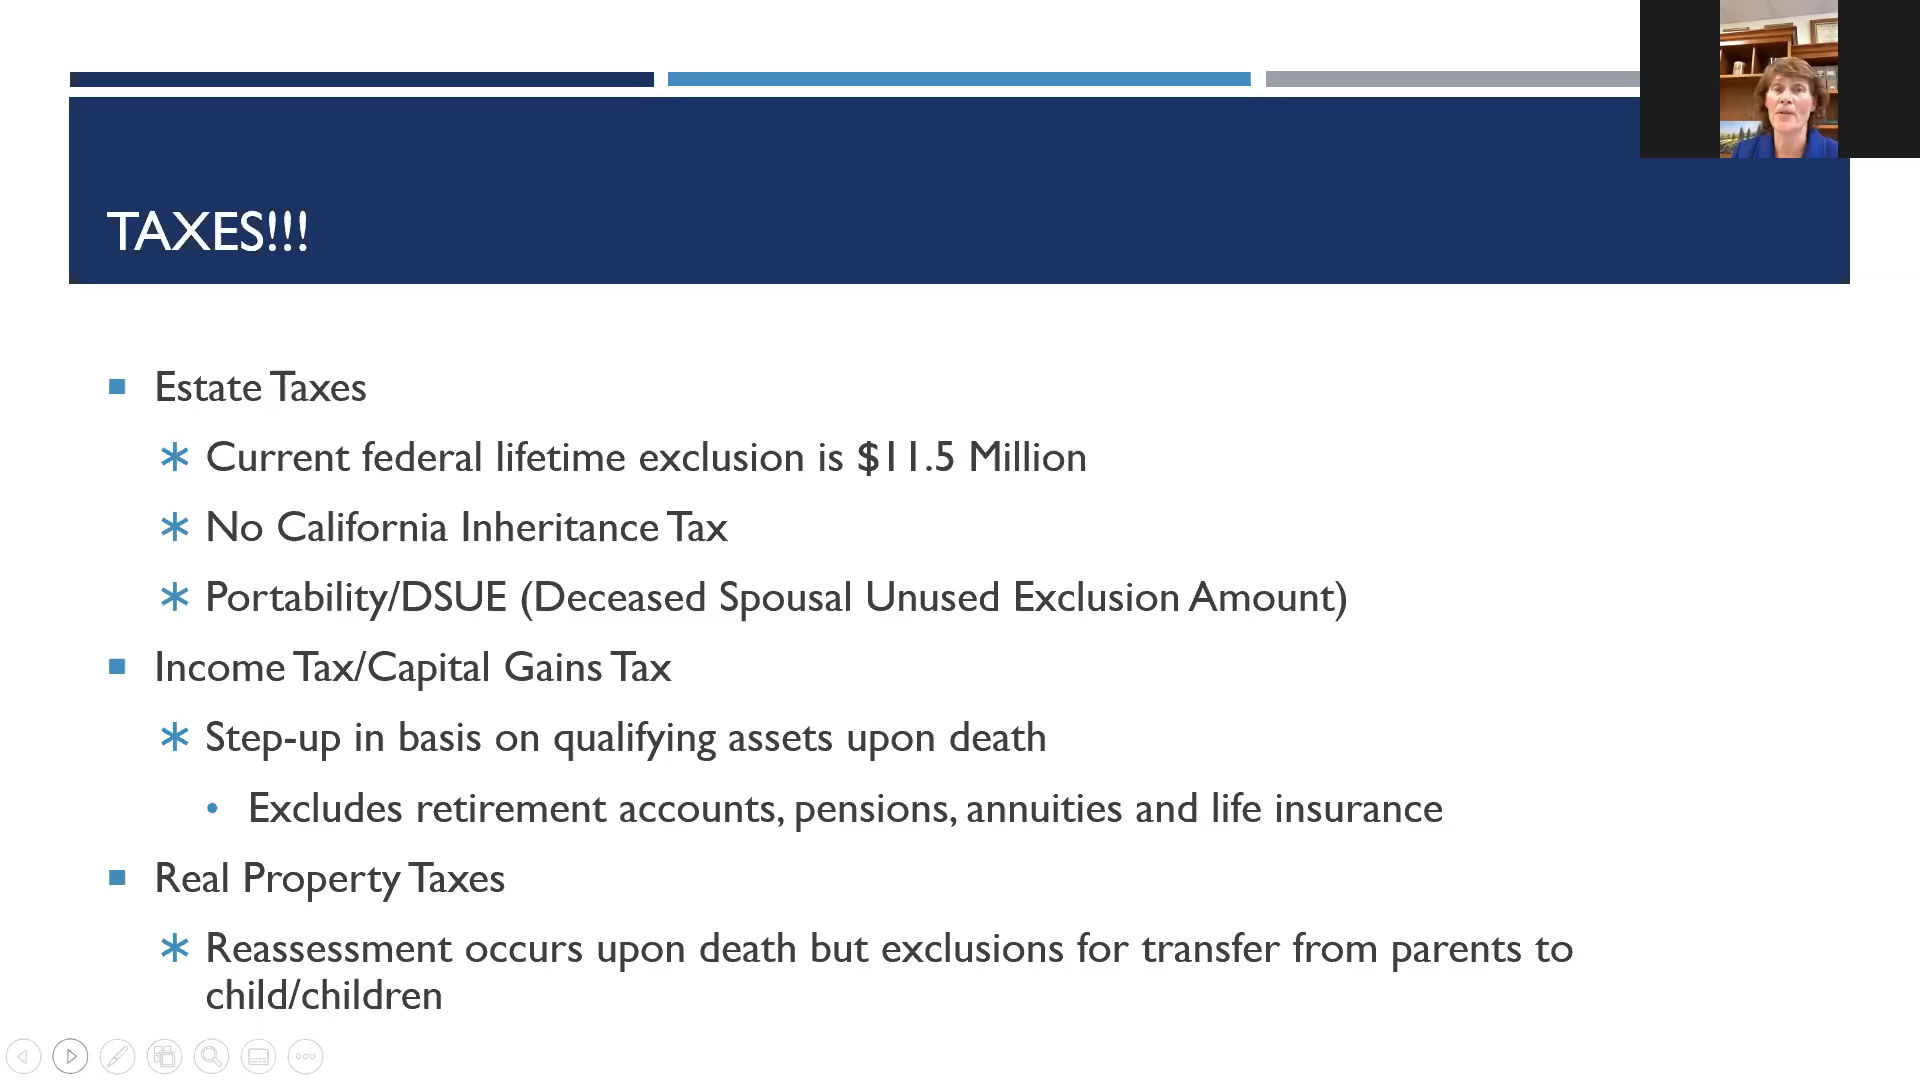 TAXES!!!
Estate Taxes
Current federal lifetime exclusion is $11.5 Million
No California Inheritance Tax
Portability/DSUE (Deceased Spousal Unused Exclusion Amount)
Income Tax/Capital Gains Tax
Step-up in basis on qualifying assets upon death
Excludes retirement accounts, pensions, annuities and life insurance
Real Property Taxes
Reassessment occurs upon death but exclusions for transfer from parents to
child/children